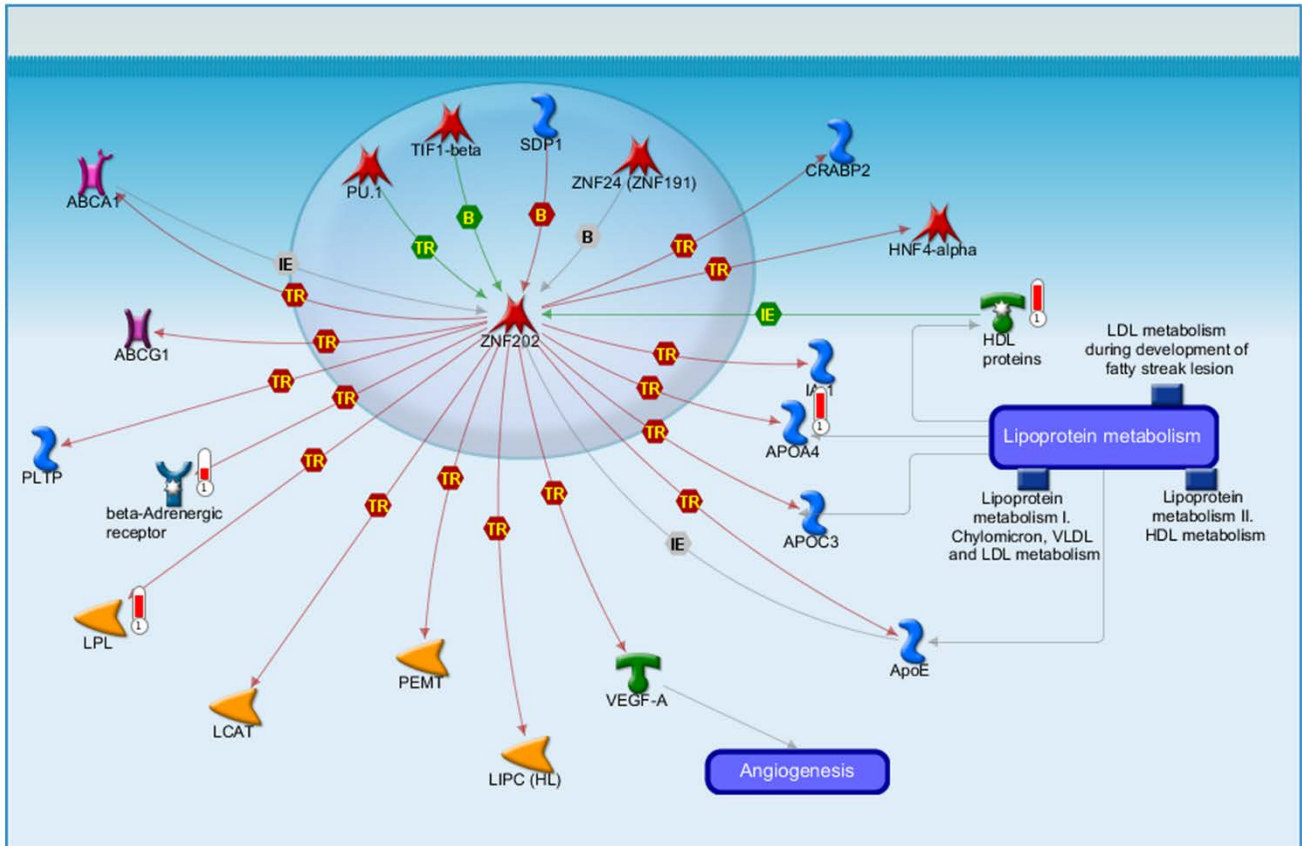 TIF1-beta
SDP1
PU.1
ZNF24 (ZNF191)
CRABP2
ABCA1
B
B
B
TR
IE
TR
TR
TR
HNF4-alpha
ZNF202
IE
1
HDL
proteins
LDL metabolism
during development of
fatty streak lesion
ABCG1
TR
TR
TR
TR
TR
TR
1
APOA4
Lipoprotein metabolism
PLTP
beta-Adrenergic
receptor
1
TR
TR
TR
TR
TR
TR
TR
IE
APOC3
Lipoprotein
metabolism I.
Chylomicron, VLDL
and LDL metabolism
Lipoprotein
metabolism II.
HDL metabolism
LPL
1
LCAT
PEMT
LIPC (HL)
VEGF-A
ApoE
Angiogenesis